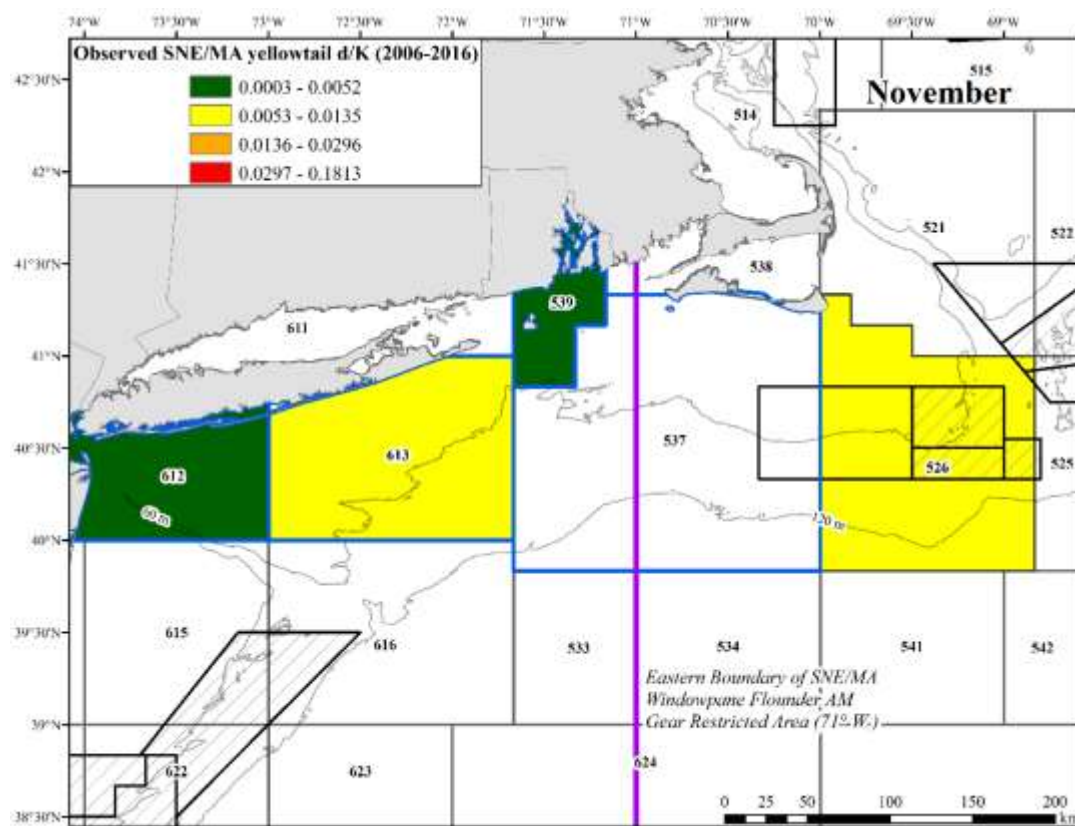 74°W 73°30'W 73°W 72°30'W 72°W 71°30'W 71°W 70°30'W 70°W 69°30'W 69°W
Observed SNE/MA yellowtail d/K (2006-2016)
0.0003 - 0.0052
0.0053 - 0.0135
0.0136 - 0.0296
0.0297 - 0.1813
November
42°30'N
42°N
41°30'N
41°N
40°30'N
40°N
39°30'N
39°N
38°30'N
515
514
521
522
538
539
611
613
612
537
526
525
60 m
120 m
615
616
533
534
541
542
Eastern Boundary of SNE/MA
Windowpane Flounder AM
Gear Restricted Area (71° W.)
622
623
624
0 25 50 100 150 200
km